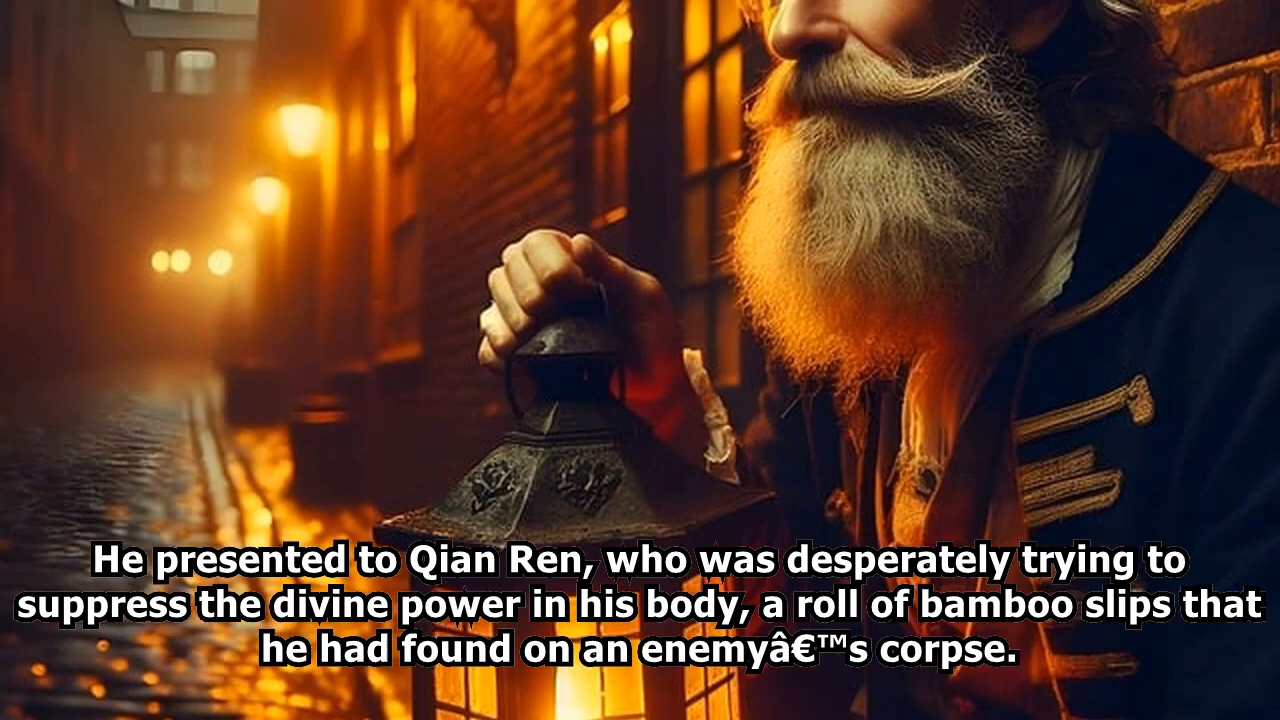 He presented to Qian Ren, who was desperately trying to
suppress the divine power in his body, a roll of bamboo slips that
he had found on an enemyâ€™s corpse.